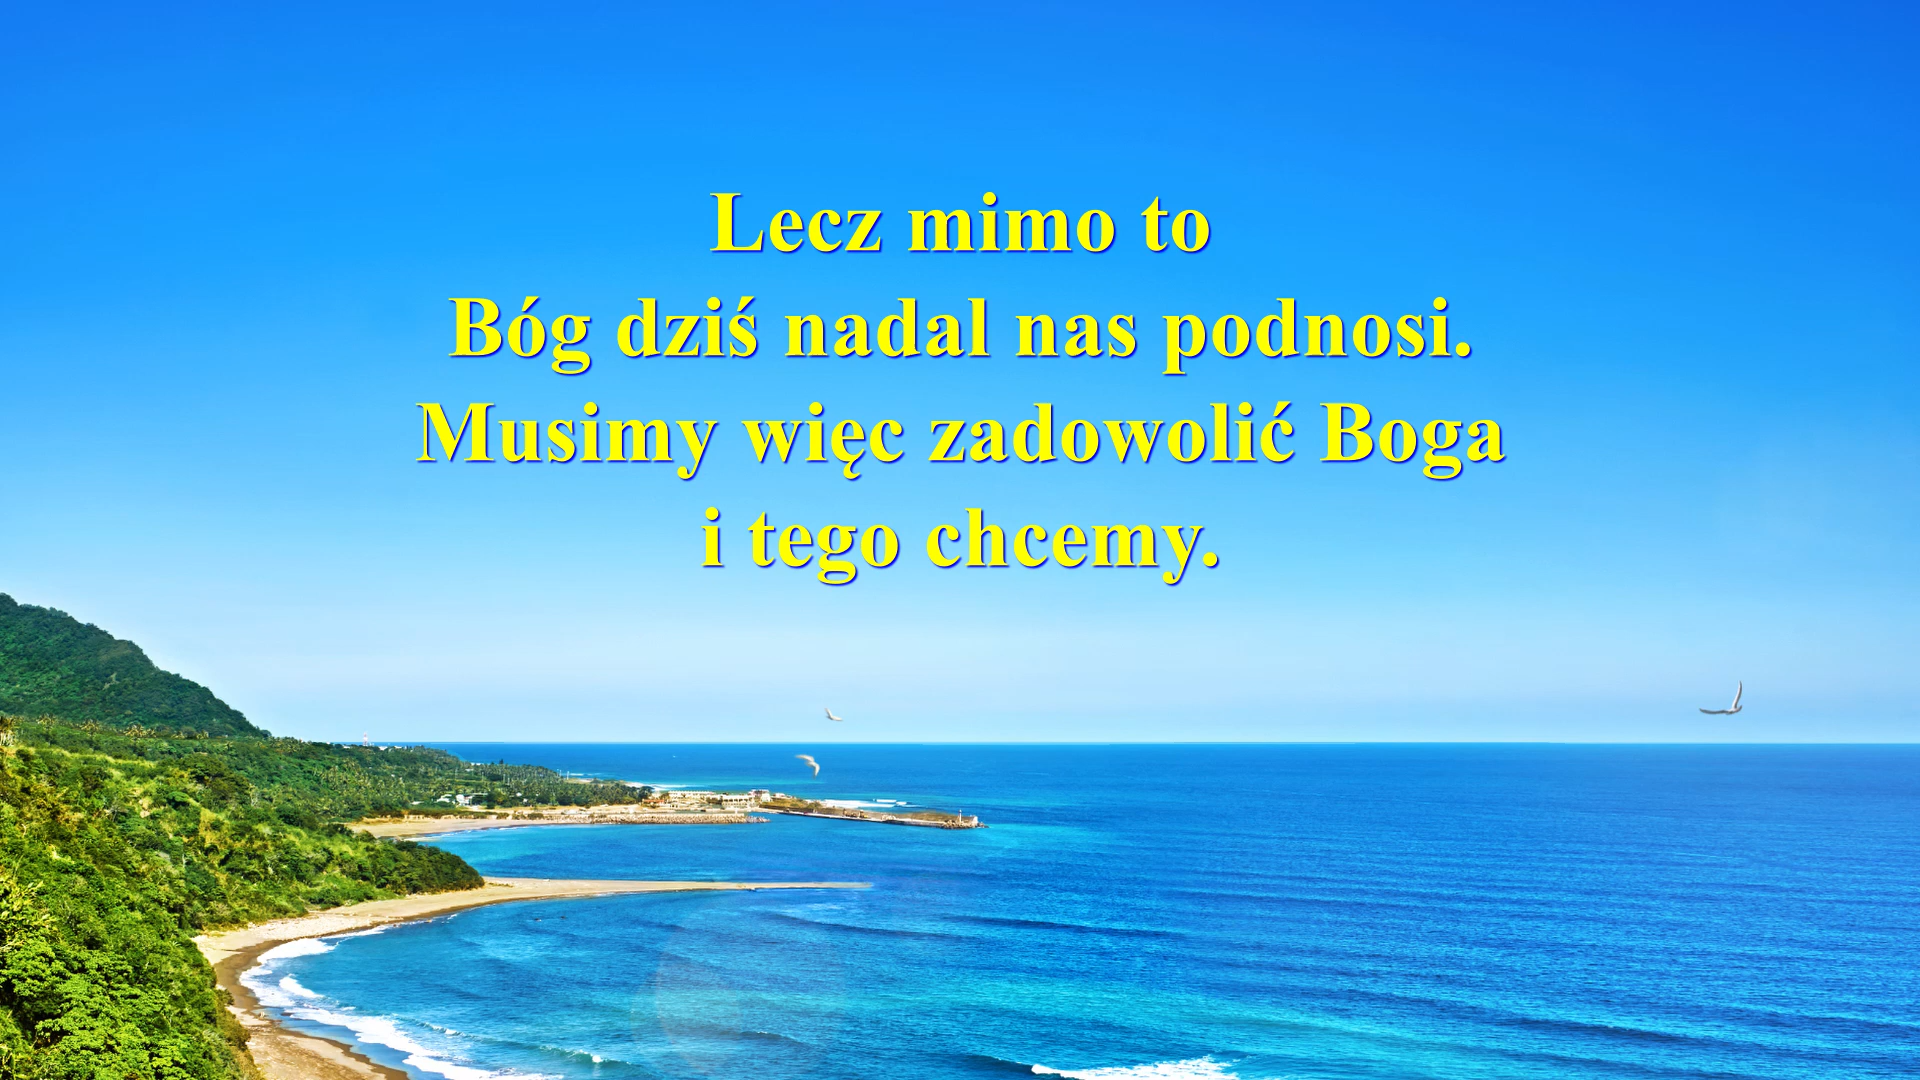 Lecz mimo to
Bóg dziś nadal nas podnosi.
Musimy więc zadowolić Boga
i tego chcemy.